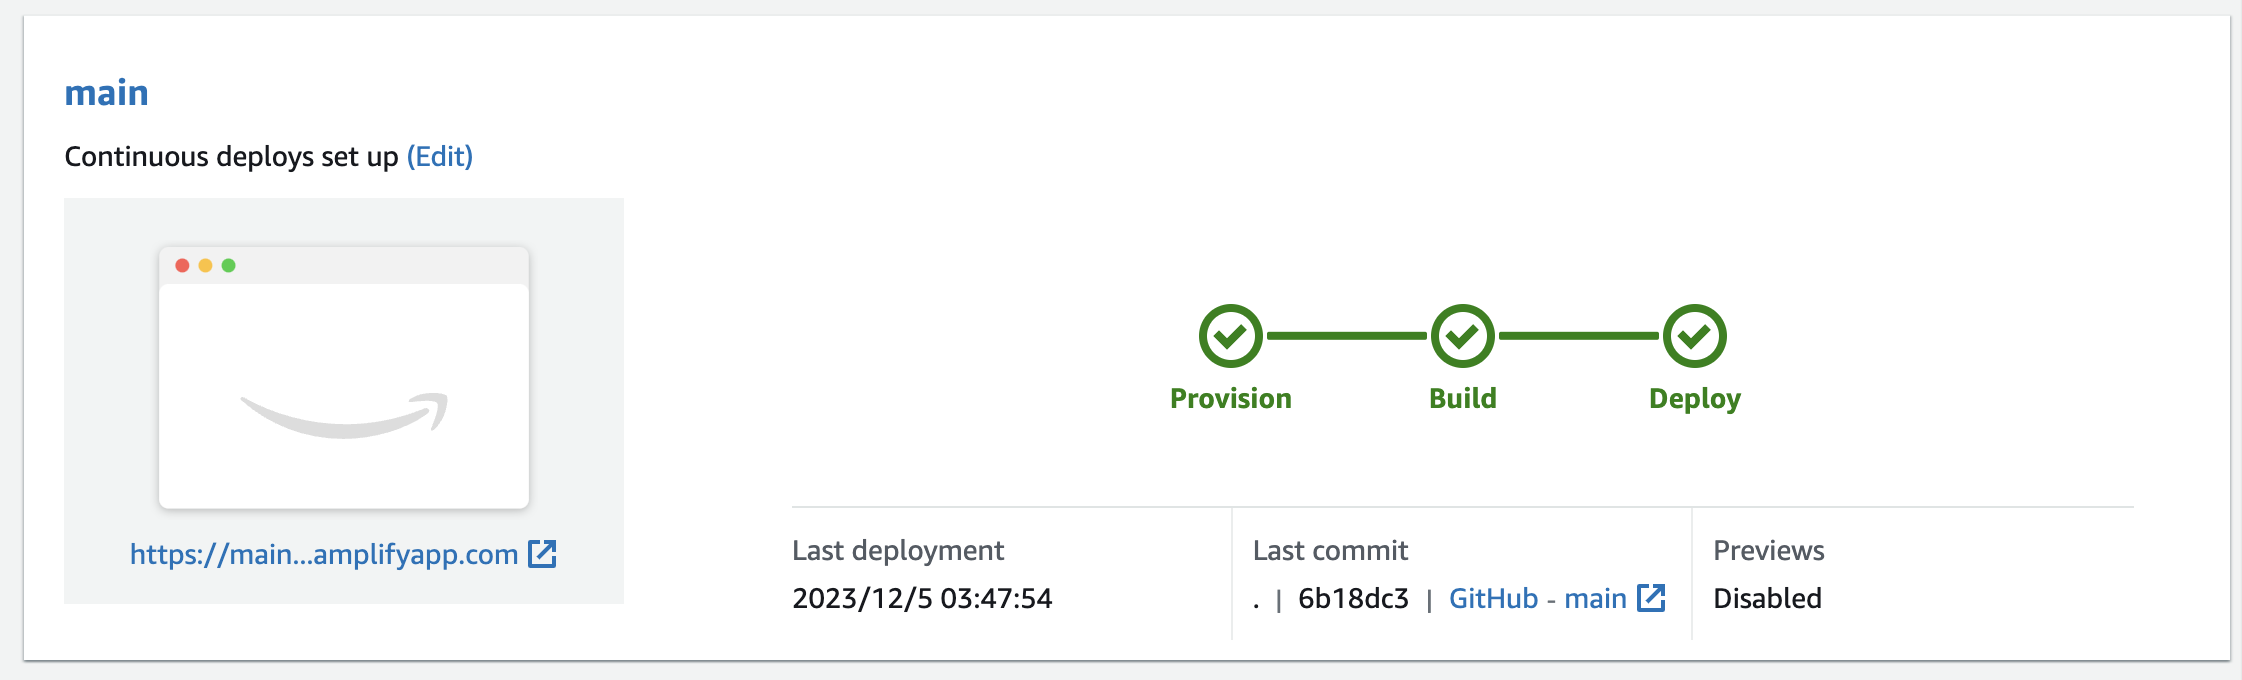 main
Continuous deploys set up (Edit)
https://main...amplifyapp.com
Provision
Build
Deploy
Last deployment
2023/12/5 03:47:54
Last commit
. | 6b18dc3 | GitHub - main
Previews
Disabled